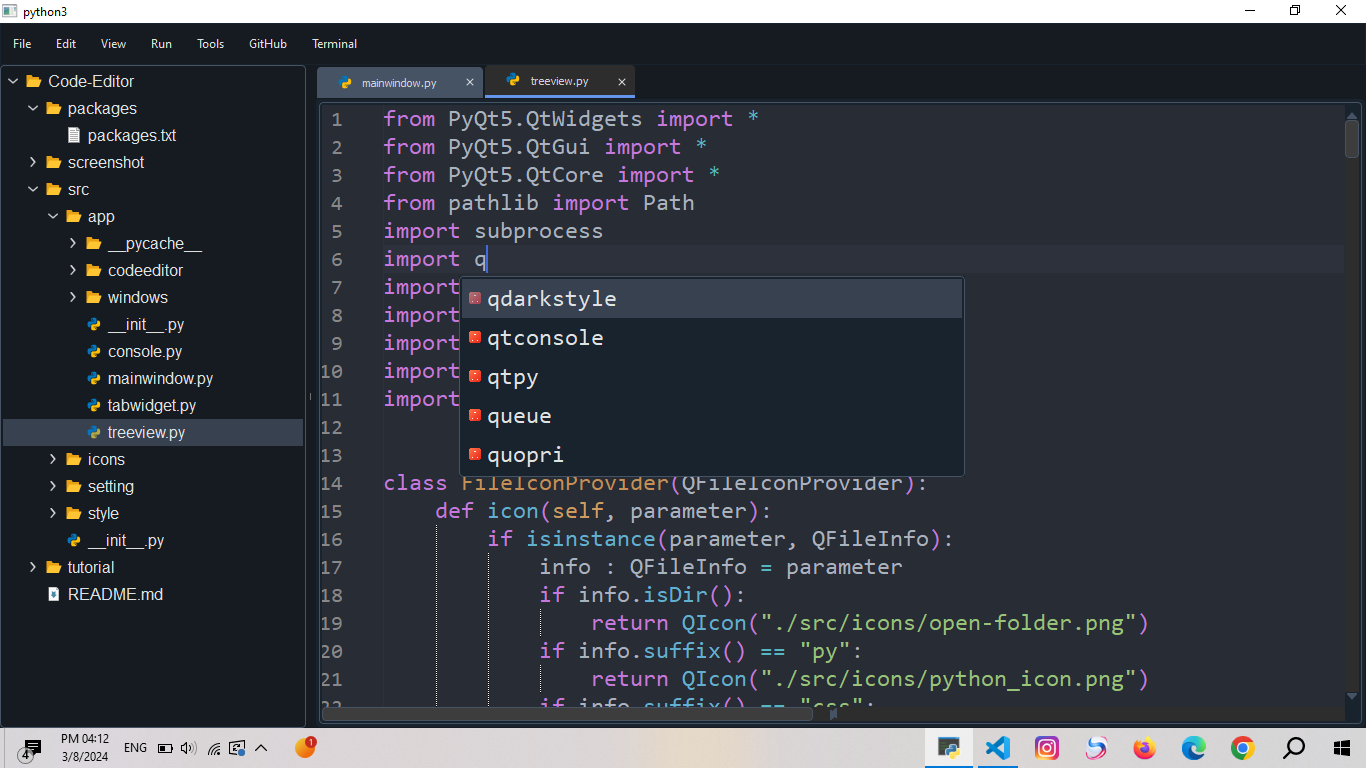 python3
File Edit View Run Tools GitHub Terminal
Code-Editor
packages
packages.txt
screenshot
src
app
__pycache__
codeeditor
windows
__init__.py
console.py
mainwindow.py
tabwidget.py
treeview.py
icons
setting
style
__init__.py
tutorial
README.md
mainwindow.py treeview.py
1 from PyQt5.QtWidgets import *
2 from PyQt5.QtGui import *
3 from PyQt5.QtCore import *
4 from pathlib import Path
5 import subprocess
6 import q
7 import
8 import
9 import
10 import
11 import
12
13
qdarkstyle
qtconsole
qtpy
queue
quopri
14 class FileIconProvider(QFileIconProvider):
15 def icon(self, parameter):
16 if isinstance(parameter, QFileInfo):
17 info : QFileInfo = parameter
18 if info.isDir():
19 return QIcon("./src/icons/open-folder.png")
20 if info.suffix() == "py":
21 return QIcon("./src/icons/python_icon.png")
22 if info.suffix() == "css":
4
PM 04:12
3/8/2024
ENG
1